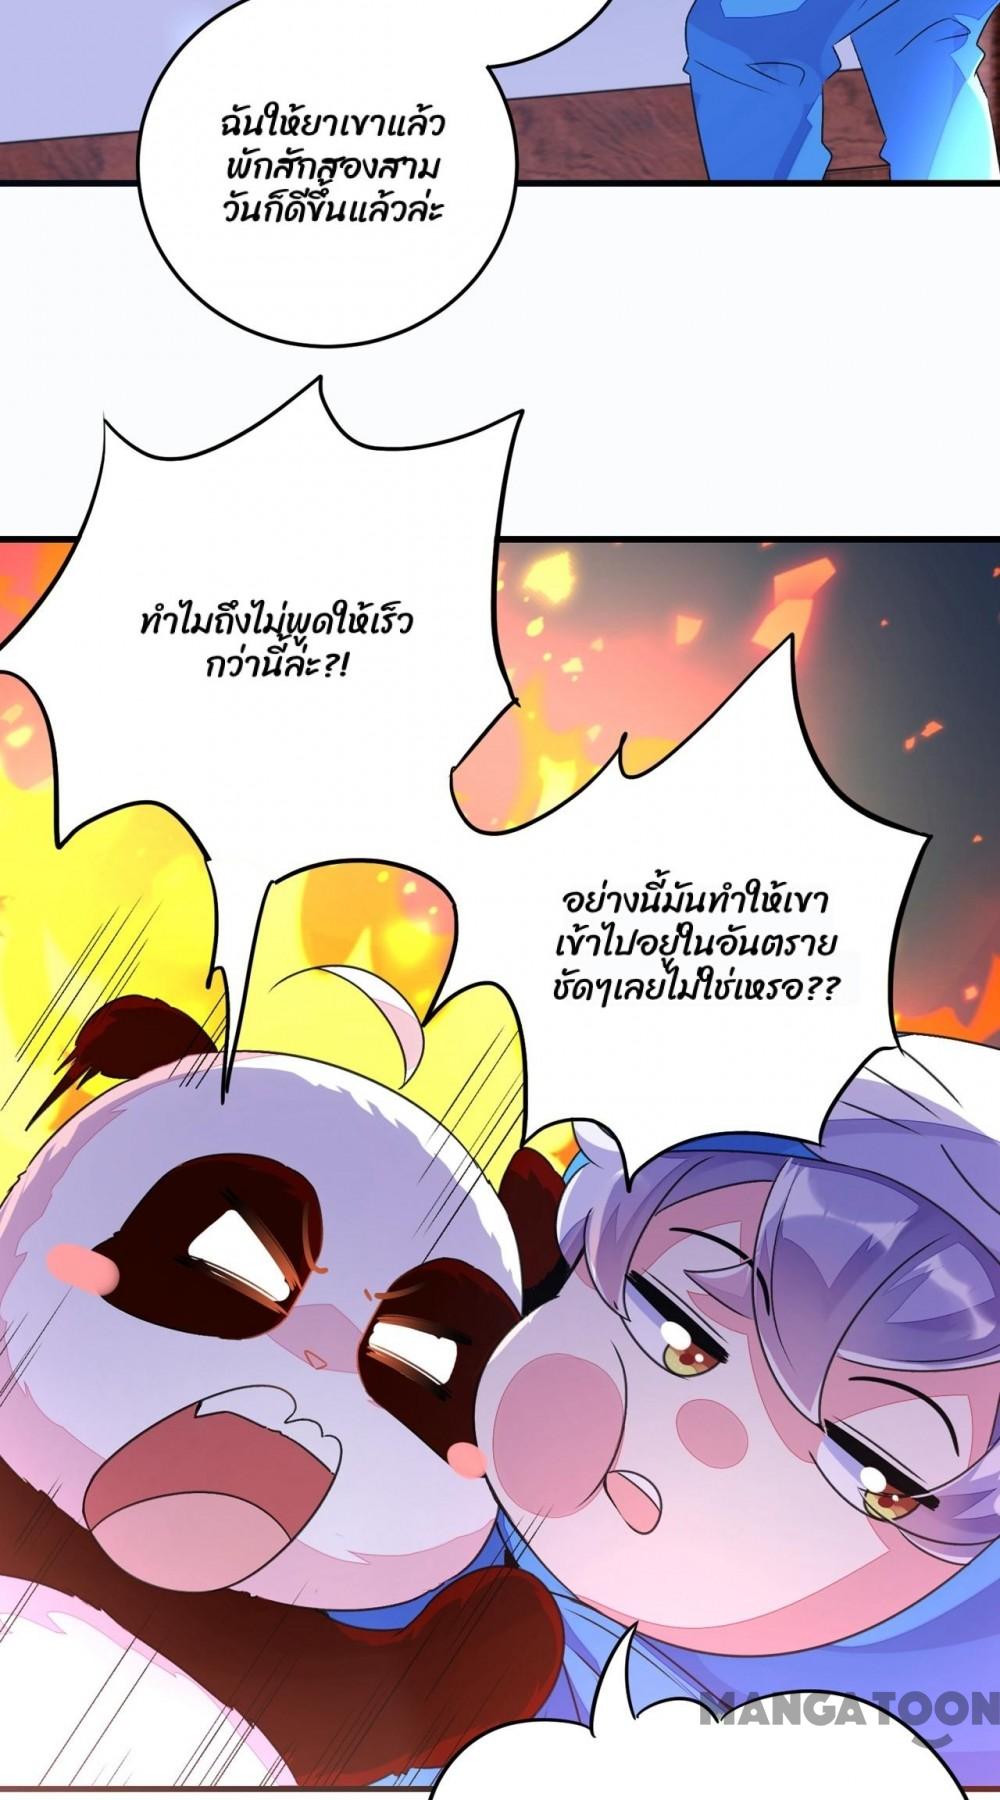 ฉันให้ยาเขาแล้ว
พักสักสองสาม
วันก็ดีขึ้นแล้วล่ะ
ทำไมถึงไม่พูดให้เร็ว
กว่านี้ล่ะ?!
อย่างนี้มันทำให้เขา
เข้าไปอยู่ในอันตราย
ชัดๆเลยไม่ใช่เหรอ??
MANGATOON